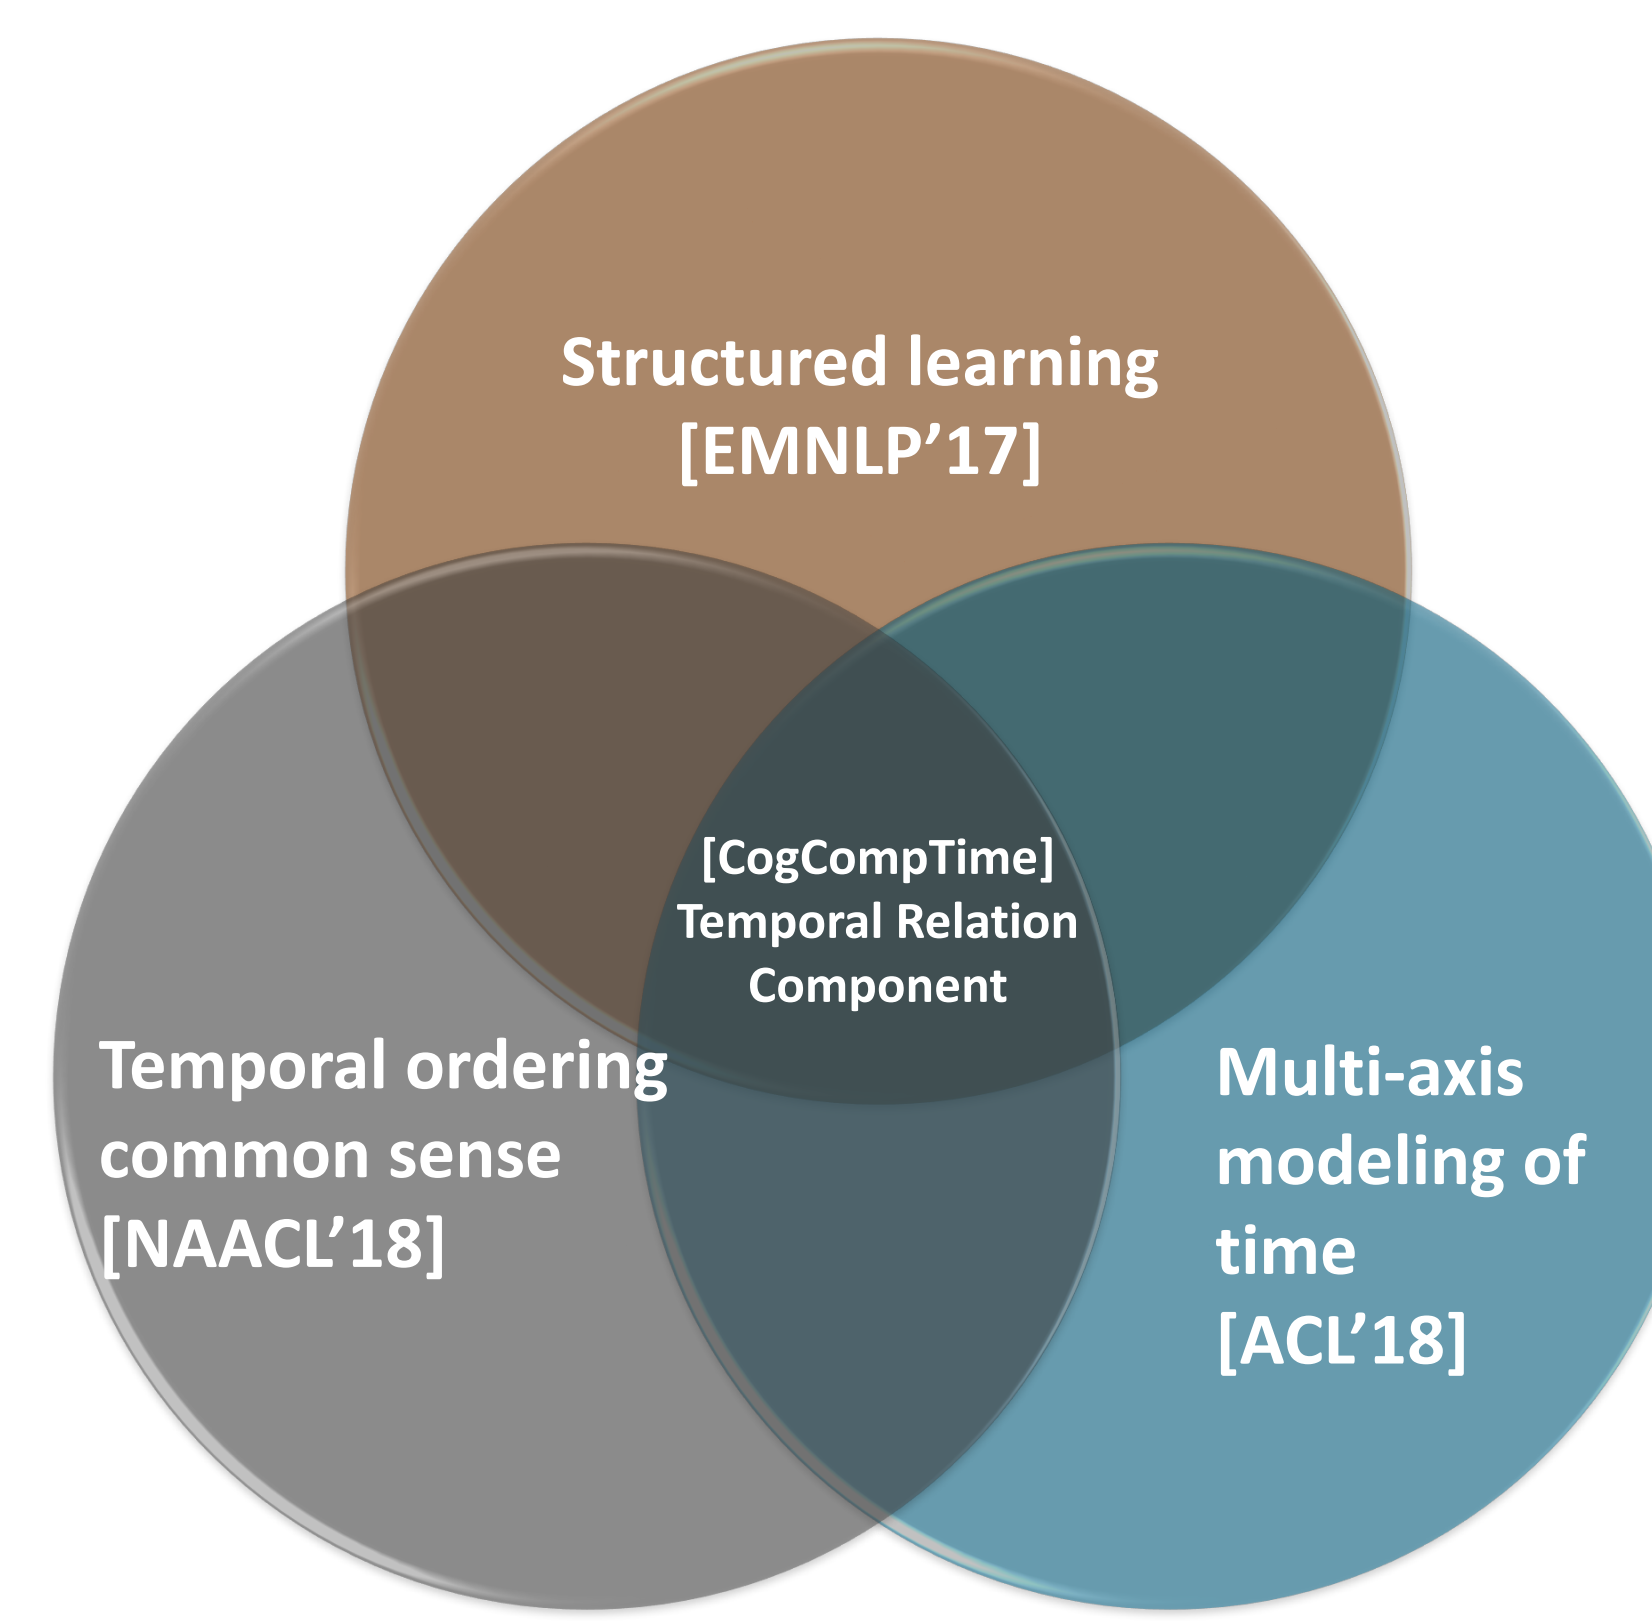 Structured learning
[EMNLP’17]
[CogCompTime]
Temporal Relation
Component
Temporal ordering
common sense
[NAACL’18]
Multi-axis
modeling of
time
[ACL’18]